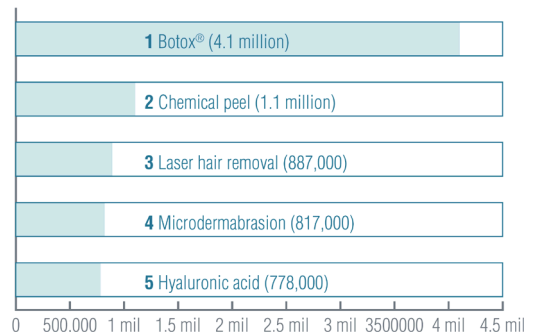 1 Botox® (4.1 million)
2 Chemical peel (1.1 million)
3 Laser hair removal (887,000)
4 Microdermabrasion (817,000)
5 Hyaluronic acid (778,000)
0 500.000 1 mil 1.5 mil 2 mil 2.5 mil 3 mil 3500000 4 mil 4.5 mil